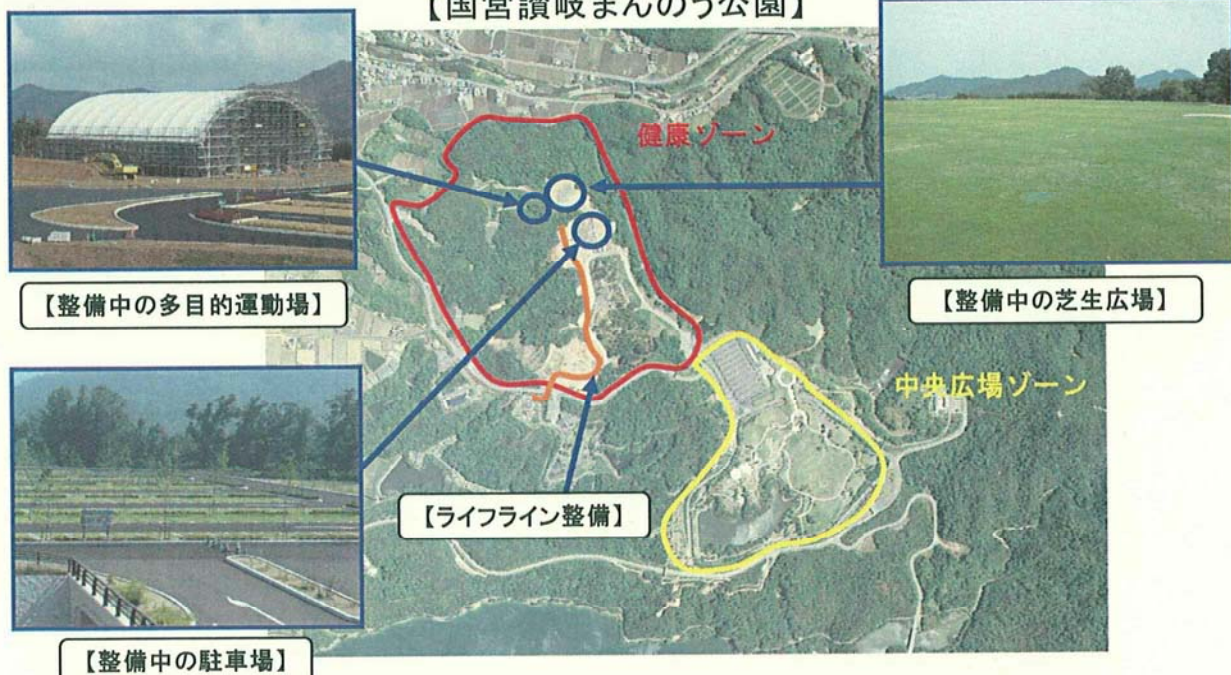 【国営讃岐まんのう公園】
健康ゾーン
【整備中の多目的運動場】
【整備中の芝生広場】
中央広場ゾーン
【ライフライン整備】
【整備中の駐車場】